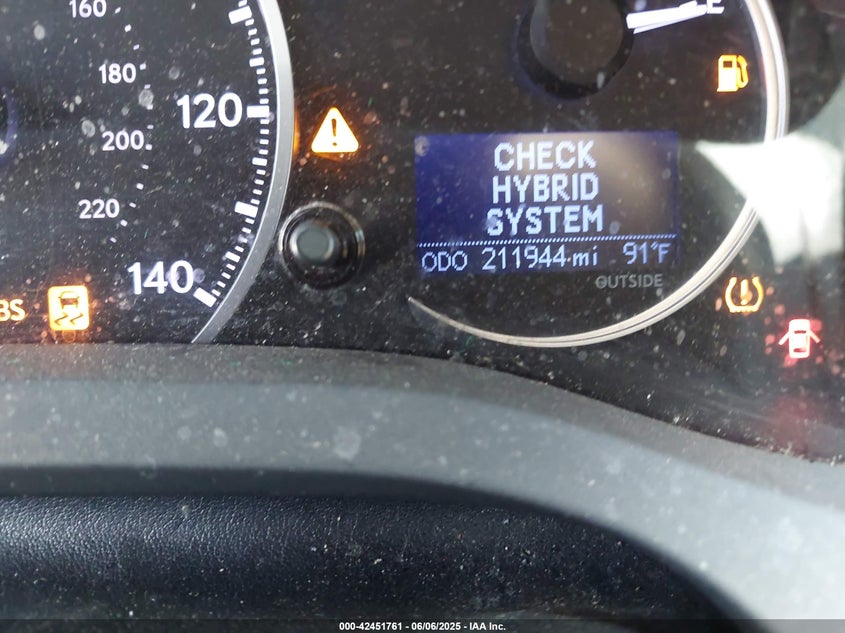 160
180
120
200
220
140
BS
E
CHECK
HYBRID
SYSTEM
ODO 211944 mi 91°F
OUTSIDE
000-42451761 - 06/06/2025 - IAA Inc.